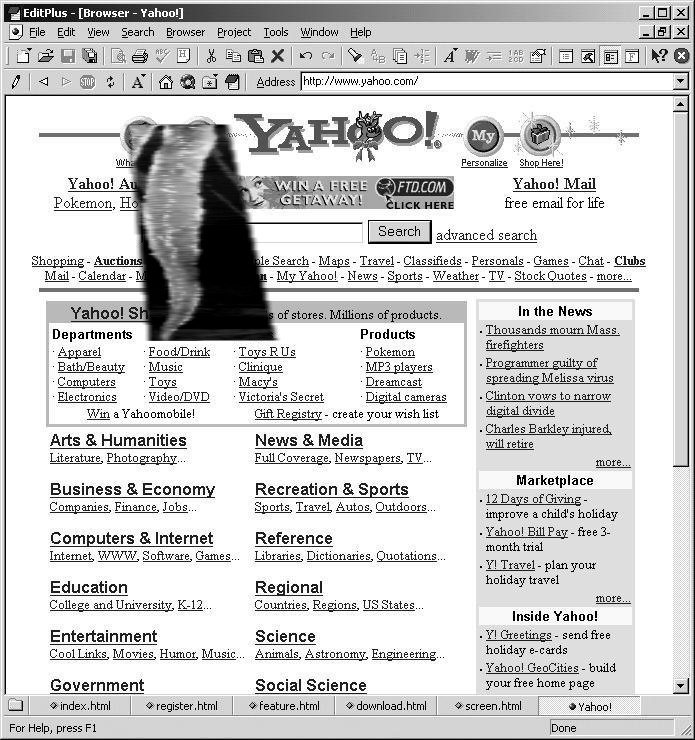 EditPlus - [Browser - Yahoo!]
File Edit View Search Browser Project Tools Window Help
Address http://www.yahoo.com/
YAHOO!
My
Personalize Shop Here!
Yahoo! Au Yahoo! Mail
Pokemon, free email for life
WIN A FREE GETAWAY! FTD.COM CLICK HERE
Search advanced search
Shopping - Auctions Search - Maps - Travel - Classifieds - Personals - Games - Chat - Clubs
Mail - Calendar - My Yahoo! - News - Sports - Weather - TV - Stock Quotes - more...
Yahoo! of stores. Millions of products.
Departments Products
· Apparel · Food/Drink · Toys R Us · Pokemon
· Bath/Beauty · Music · Clinique · MP3 players
· Computers · Toys · Macy's · Dreamcast
· Electronics · Video/DVD · Victoria's Secret · Digital cameras
Win a Yahoomobile! Gift Registry - create your wish list
Arts & Humanities
Literature, Photography...
Business & Economy
Companies, Finance, Jobs...
Computers & Internet
Internet, WWW, Software, Games...
Education
College and University, K-12...
Entertainment
Cool Links, Movies, Humor, Music...
Government
News & Media
Full Coverage, Newspapers, TV...
Recreation & Sports
Sports, Travel, Autos, Outdoors...
Reference
Libraries, Dictionaries, Quotations...
Regional
Countries, Regions, US States...
Science
Animals, Astronomy, Engineering...
Social Science
In the News
· Thousands mourn Mass.
firefighters
· Programmer guilty of
spreading Melissa virus
· Clinton vows to narrow
digital divide
· Charles Barkley injured,
will retire
more...
Marketplace
· 12 Days of Giving -
improve a child's holiday
· Yahoo! Bill Pay - free 3-
month trial
· Y! Travel - plan your
holiday travel
more...
Inside Yahoo!
· Y! Greetings - send free
holiday e-cards
· Yahoo! GeoCities - build
your free home page
index.html register.html feature.html download.html screen.html Yahoo!
For Help, press F1 Done